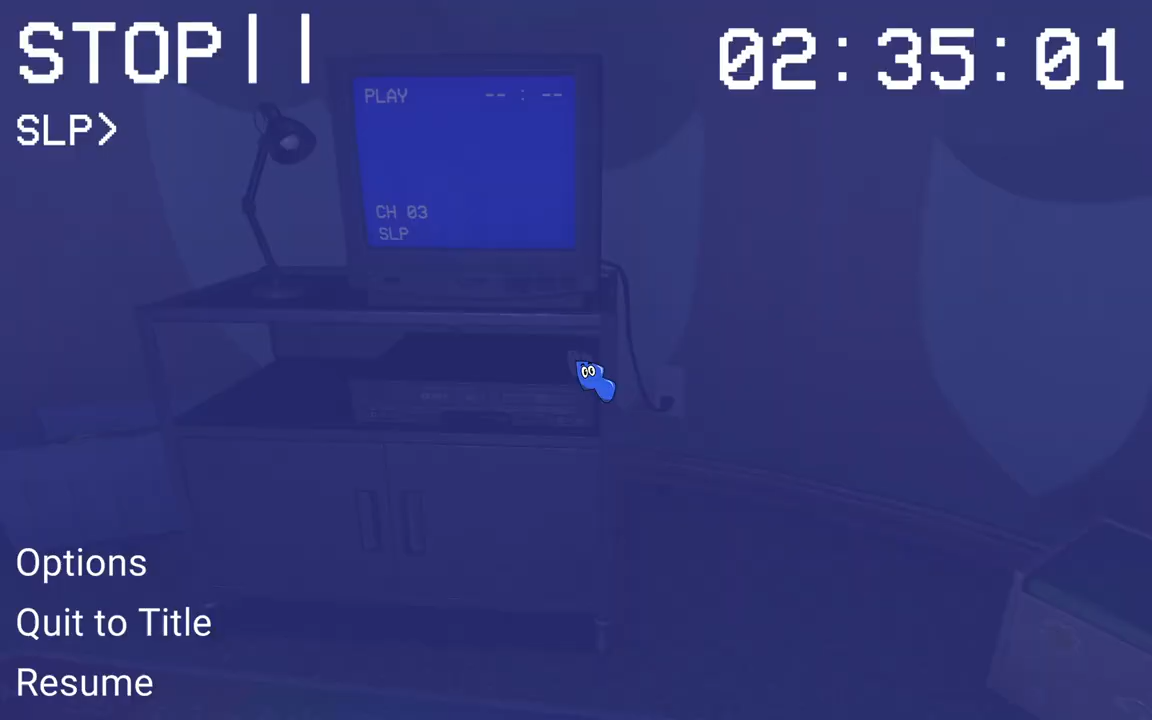 STOP||
02:35:01
SLP>
PLAY -- : --
CH 03
SLP
Options
Quit to Title
Resume